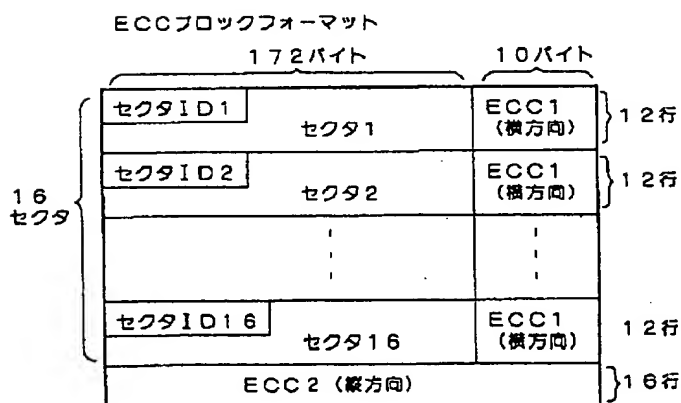 ECCブロックフォーマット
172バイト
10バイト
セクタID1
セクタ1
ECC1
(横方向)
12行
セクタID2
セクタ2
ECC1
(横方向)
12行
16
セクタ
セクタID16
セクタ16
ECC1
(横方向)
12行
ECC2(縦方向)
16行